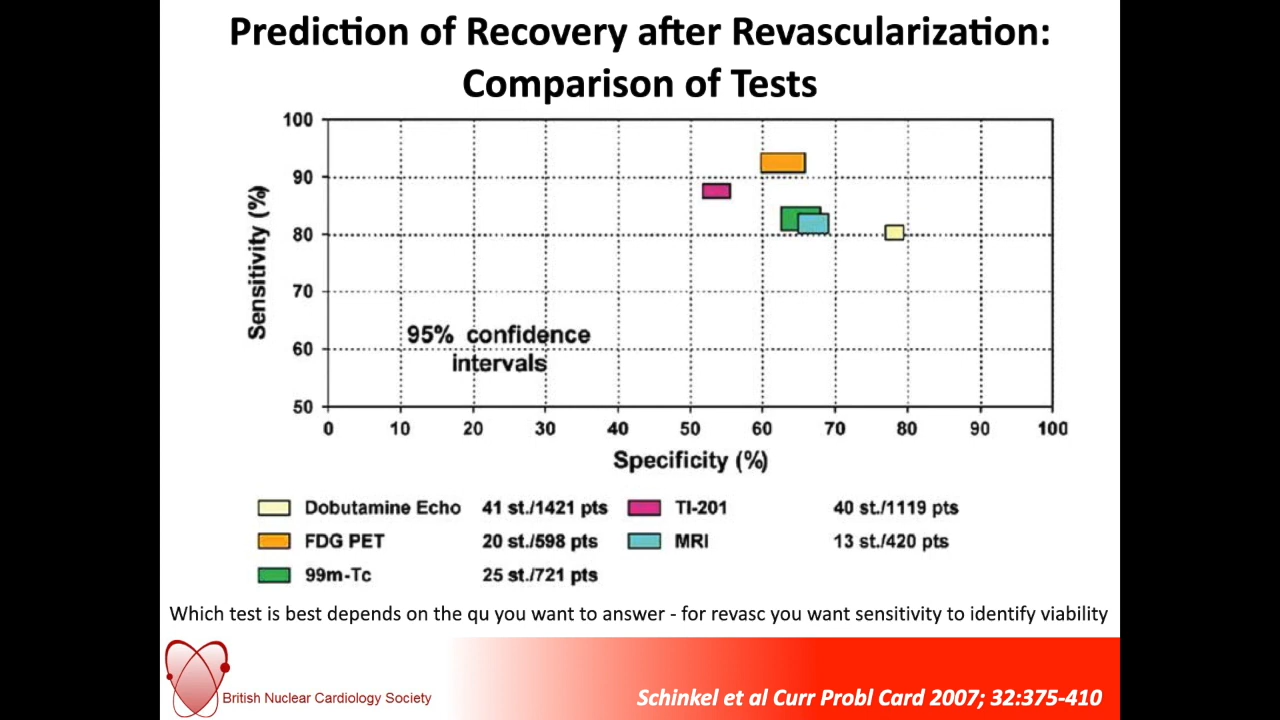 Prediction of Recovery after Revascularization:
Comparison of Tests
100
90
80
70
60
50
Sensitivity (%)
95% confidence
intervals
0 10 20 30 40 50 60 70 80 90 100
Specificity (%)
Dobutamine Echo 41 st./1421 pts TI-201 40 st./1119 pts
FDG PET 20 st./598 pts MRI 13 st./420 pts
99m-Tc 25 st./721 pts
Which test is best depends on the qu you want to answer - for revasc you want sensitivity to identify viability
British Nuclear Cardiology Society
Schinkel et al Curr Probl Card 2007; 32:375-410